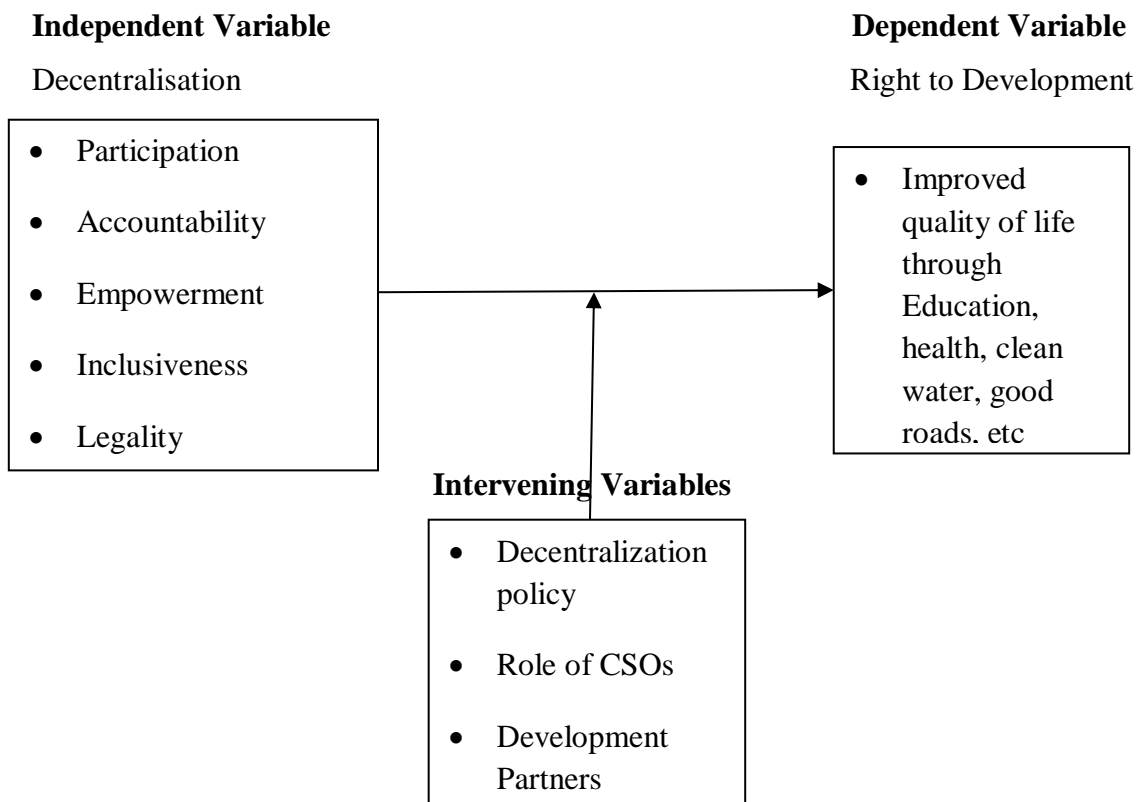 Independent Variable
Decentralisation
• Participation
• Accountability
• Empowerment
• Inclusiveness
• Legality
Dependent Variable
Right to Development
• Improved
quality of life
through
Education,
health, clean
water, good
roads, etc
Intervening Variables
• Decentralization
policy
• Role of CSOs
• Development
Partners